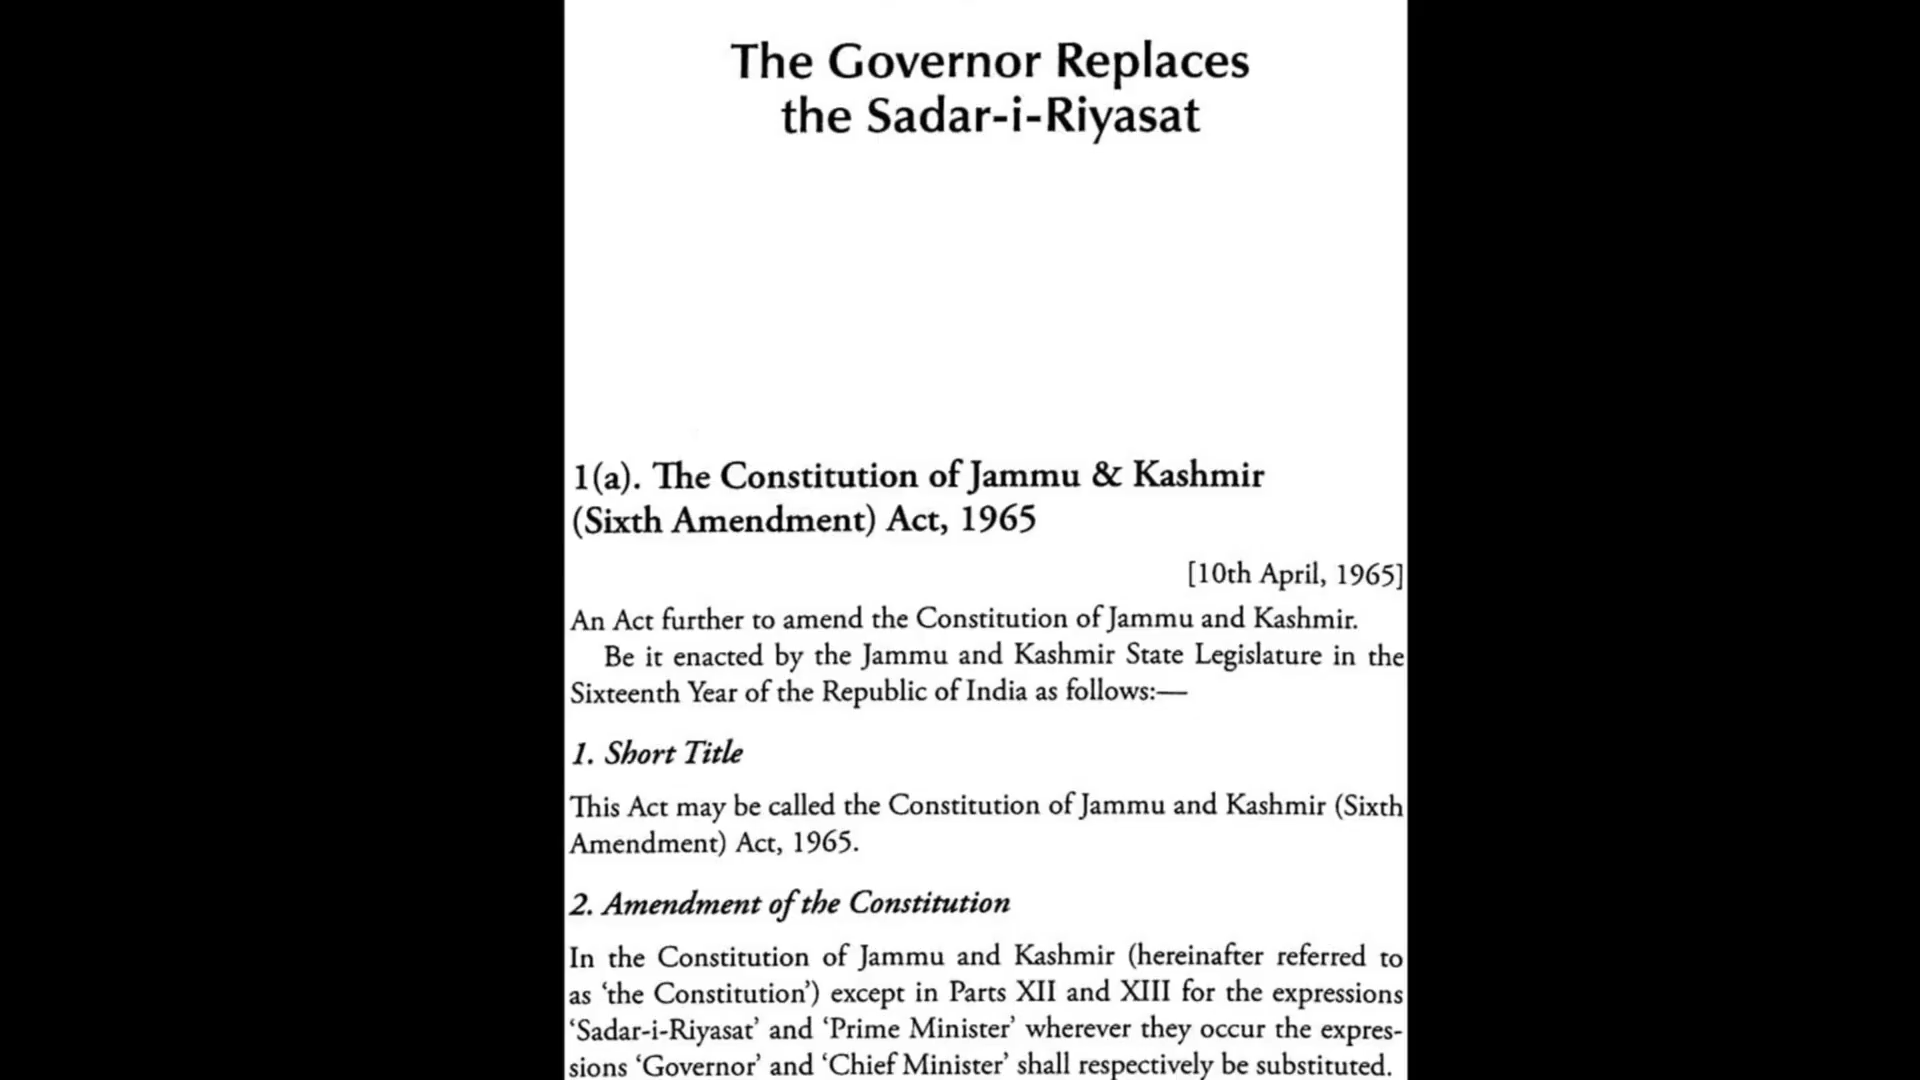 The Governor Replaces
the Sadar-i-Riyasat
1(a). The Constitution of Jammu & Kashmir
(Sixth Amendment) Act, 1965
[10th April, 1965]
An Act further to amend the Constitution of Jammu and Kashmir.
Be it enacted by the Jammu and Kashmir State Legislature in the
Sixteenth Year of the Republic of India as follows:—
1. Short Title
This Act may be called the Constitution of Jammu and Kashmir (Sixth
Amendment) Act, 1965.
2. Amendment of the Constitution
In the Constitution of Jammu and Kashmir (hereinafter referred to
as ‘the Constitution’) except in Parts XII and XIII for the expressions
‘Sadar-i-Riyasat’ and ‘Prime Minister’ wherever they occur the expres-
sions ‘Governor’ and ‘Chief Minister’ shall respectively be substituted.